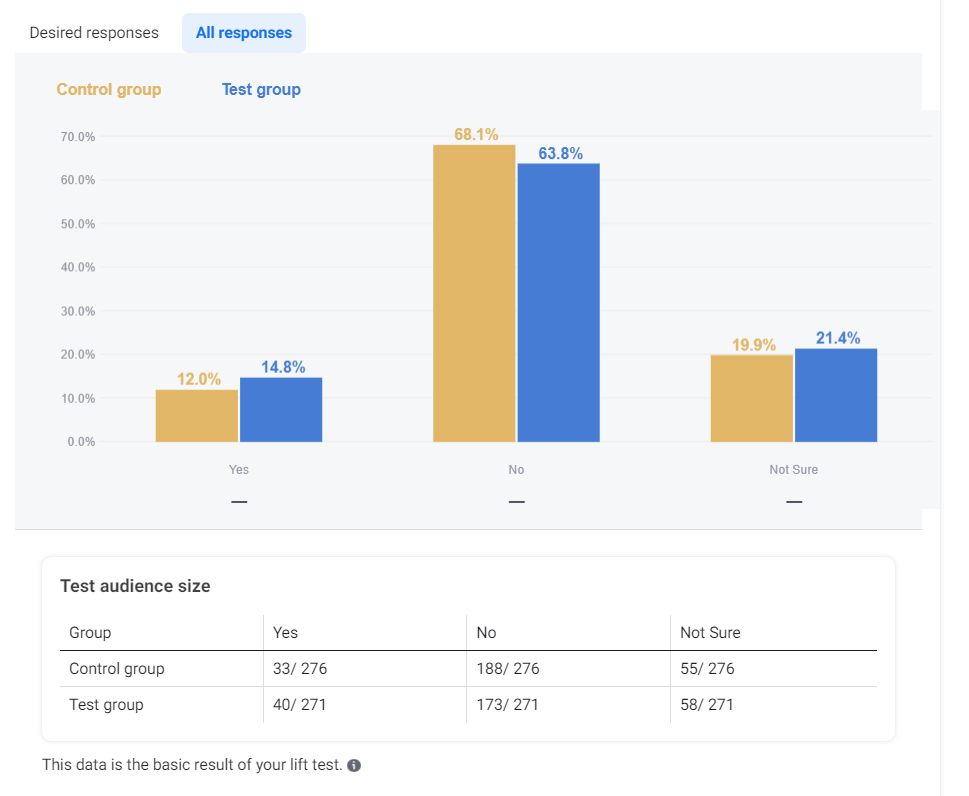 Desired responses All responses
Control group Test group
70.0%
60.0%
50.0%
40.0%
30.0%
20.0%
10.0%
0.0%
12.0% 14.8%
68.1% 63.8%
19.9% 21.4%
Yes No Not Sure
— — —
Test audience size
Group Yes No Not Sure
Control group 33/ 276 188/ 276 55/ 276
Test group 40/ 271 173/ 271 58/ 271
This data is the basic result of your lift test. i